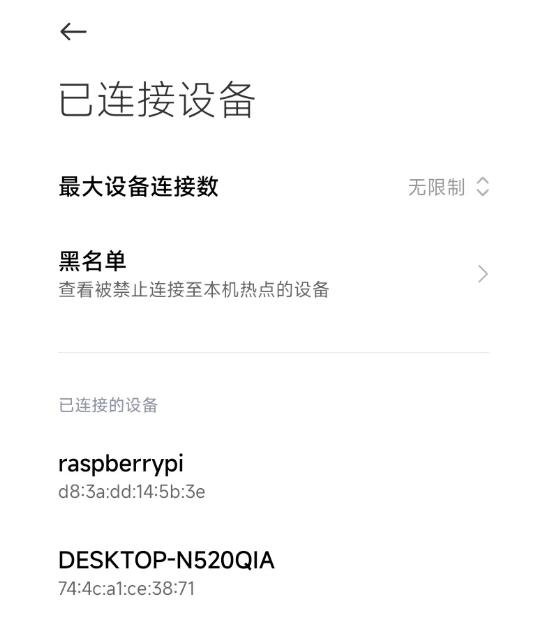 已连接设备
最大设备连接数 无限制
黑名单
查看被禁止连接至本机热点的设备
已连接的设备
raspberrypi
d8:3a:dd:14:5b:3e
DESKTOP-N520QIA
74:4c:a1:ce:38:71